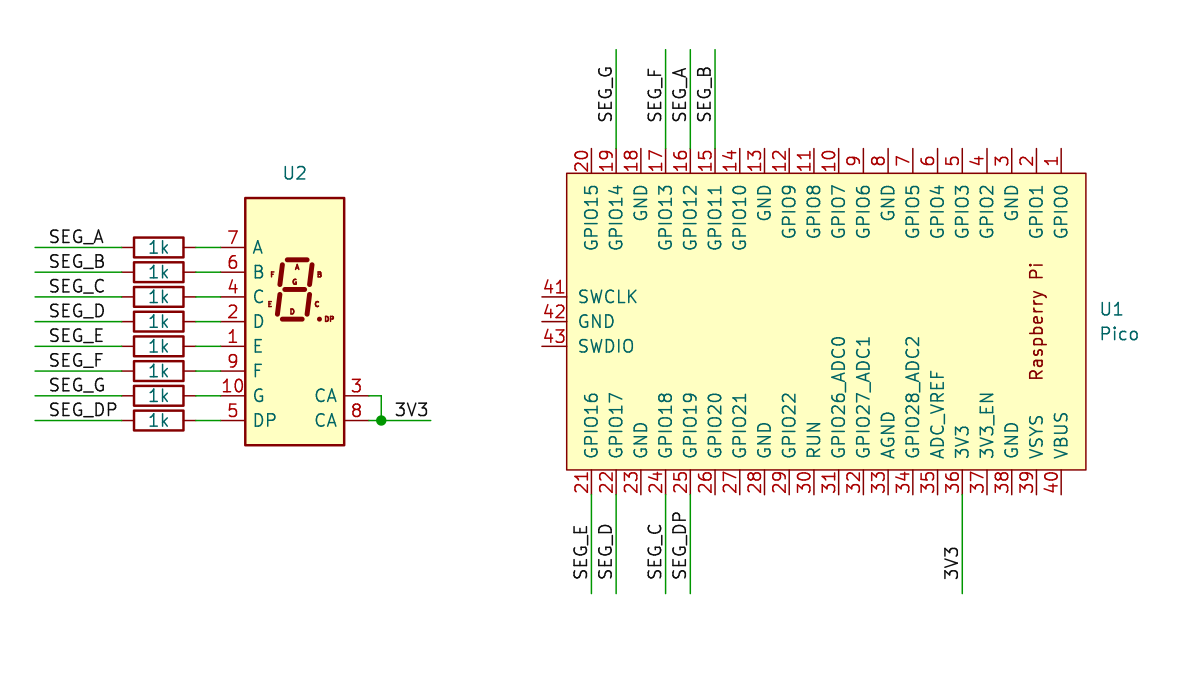 SEG_G
SEG_F
SEG_A
SEG_B
20 19 18 17 16 15 14 13 12 11 10 9 8 7 6 5 4 3 2 1
GPIO15 GPIO14 GND GPIO13 GPIO12 GPIO11 GPIO10 GND GPIO9 GPIO8 GPIO7 GPIO6 GND GPIO5 GPIO4 GPIO3 GPIO2 GND GPIO1 GPIO0
U2
SEG_A 1k 7 A
SEG_B 1k 6 B
SEG_C 1k 4 C
SEG_D 1k 2 D
SEG_E 1k 1 E
SEG_F 1k 9 F
SEG_G 1k 10 G CA 3
SEG_DP 1k 5 DP CA 8 3V3
A
F B
G
E C
D DP
41 SWCLK
42 GND
43 SWDIO
Raspberry Pi
U1
Pico
GPIO16 GPIO17 GND GPIO18 GPIO19 GPIO20 GPIO21 GND GPIO22 RUN GPIO26_ADC0 GPIO27_ADC1 AGND GPIO28_ADC2 ADC_VREF 3V3 3V3_EN GND VSYS VBUS
21 22 23 24 25 26 27 28 29 30 31 32 33 34 35 36 37 38 39 40
SEG_E
SEG_D
SEG_C
SEG_DP
3V3